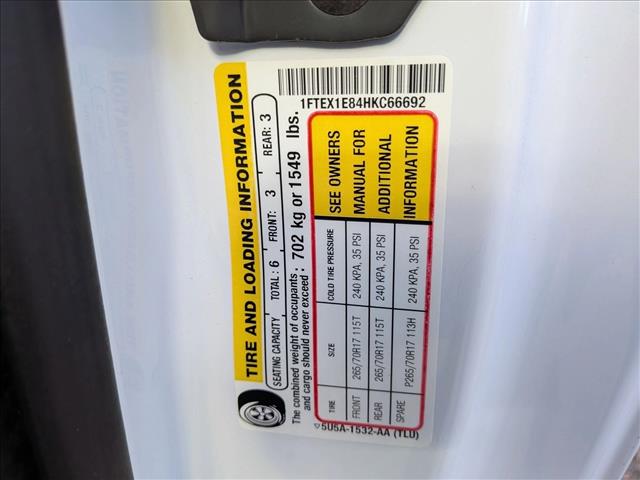 TIRE AND LOADING INFORMATION
SEATING CAPACITY TOTAL: 6 FRONT: 3 REAR: 3
The combined weight of occupants
and cargo should never exceed : 702 kg or 1549 lbs.
TIRE SIZE COLD TIRE PRESSURE
FRONT 265/70R17 115T 240 KPA, 35 PSI
REAR 265/70R17 115T 240 KPA, 35 PSI
SPARE P265/70R17 113H 240 KPA, 35 PSI
SEE OWNERS
MANUAL FOR
ADDITIONAL
INFORMATION
5U5A-1532-AA (TLU)
1FTEX1E84HKC66692